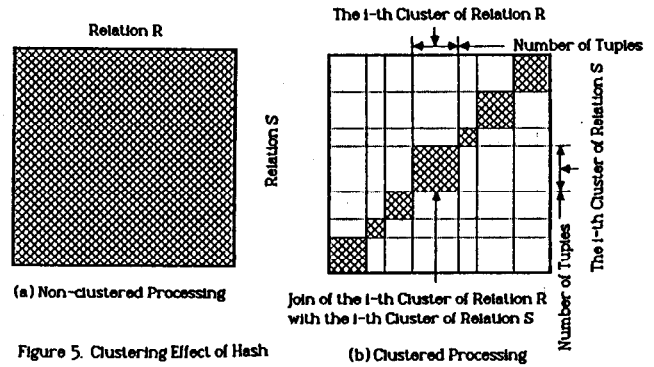 Relation R
Relation S
(a) Non-clustered Processing
The i-th Cluster of Relation R
Number of Tuples
The i-th Cluster of Relation S
Number of Tuples
Join of the i-th Cluster of Relation R
with the i-th Cluster of Relation S
(b) Clustered Processing
Figure 5. Clustering Effect of Hash